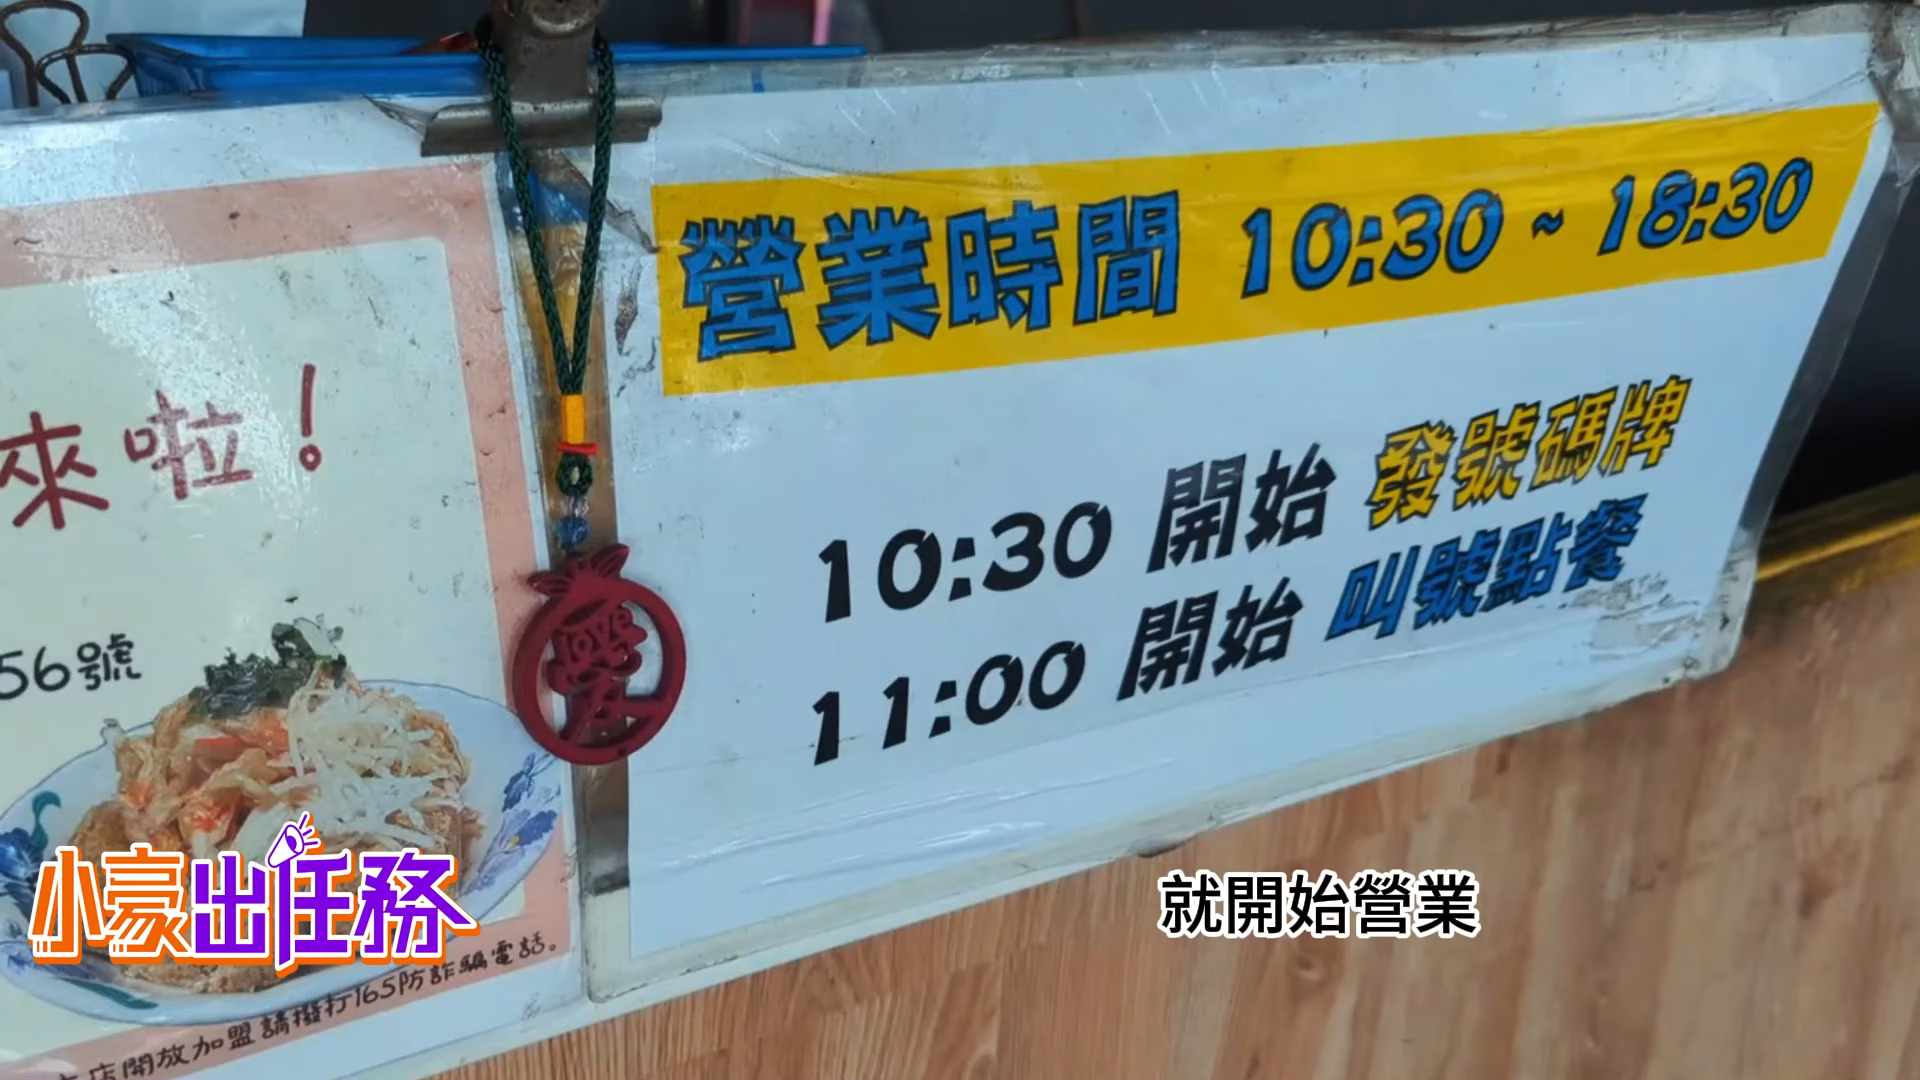 營業時間 10:30 ~ 18:30
10:30 開始 發號碼牌
11:00 開始 叫號點餐
來啦！
56號
love
愛
店開放加盟請撥打165防詐騙電話。
小豪出任務
就開始營業